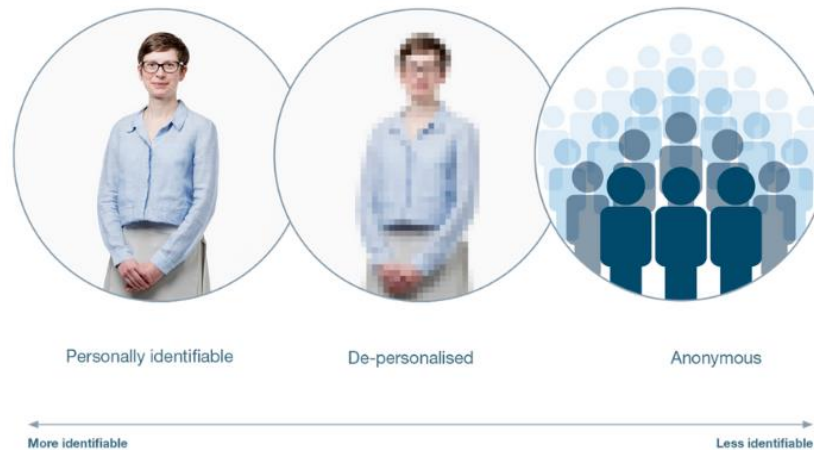 Personally identifiable
De-personalised
Anonymous
More identifiable
Less identifiable